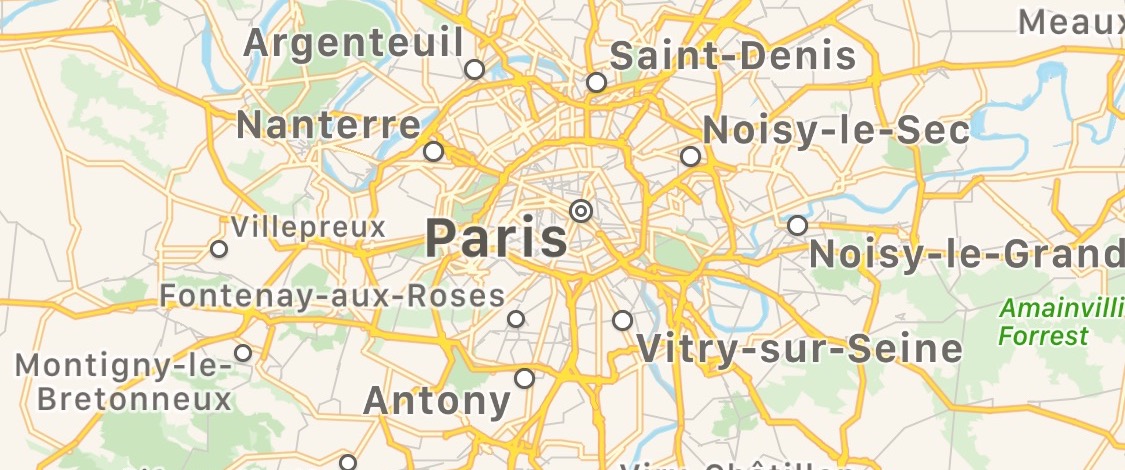 Meaux
Argenteuil
Saint-Denis
Nanterre
Noisy-le-Sec
Villepreux
Paris
Noisy-le-Grand
Fontenay-aux-Roses
Amainvilli
Forrest
Vitry-sur-Seine
Montigny-le-
Bretonneux
Antony